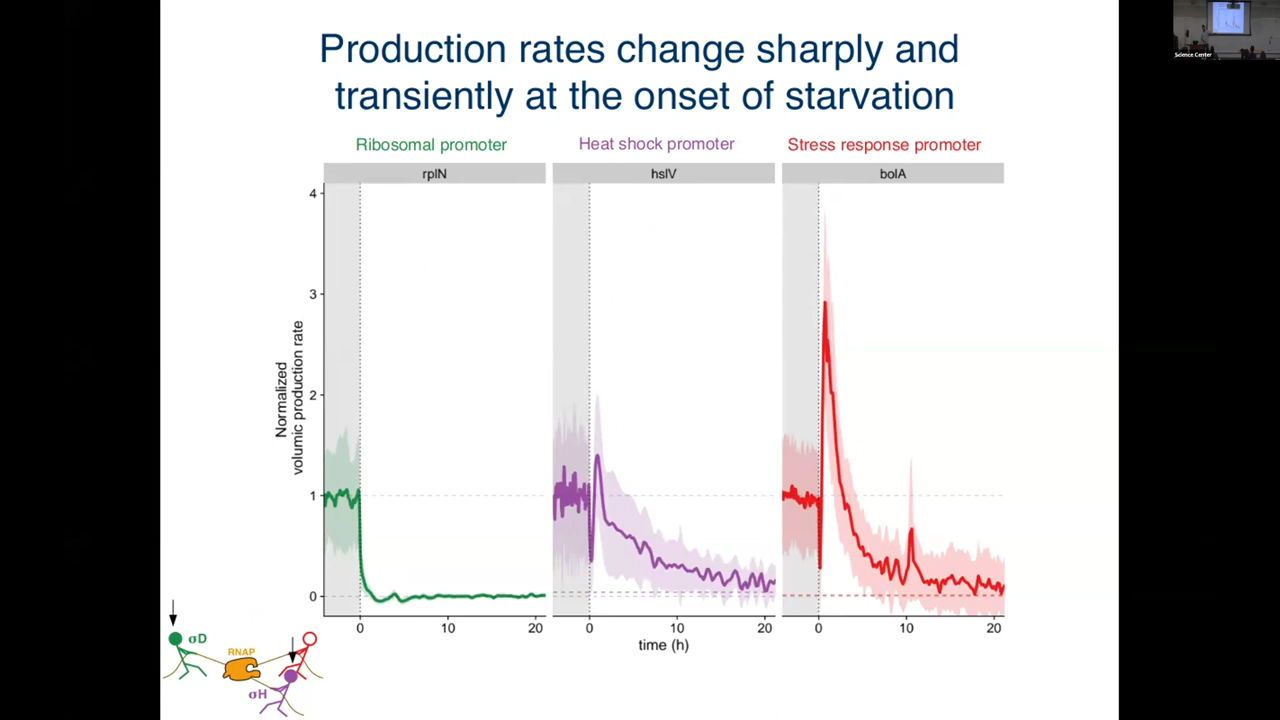 Production rates change sharply and
transiently at the onset of starvation
Science Center
Ribosomal promoter
Heat shock promoter
Stress response promoter
rplN
hslV
bolA
Normalized
volumic production rate
4
3
2
1
0
0 10 20
0 10 20
0 10 20
time (h)
σD
RNAP
σH